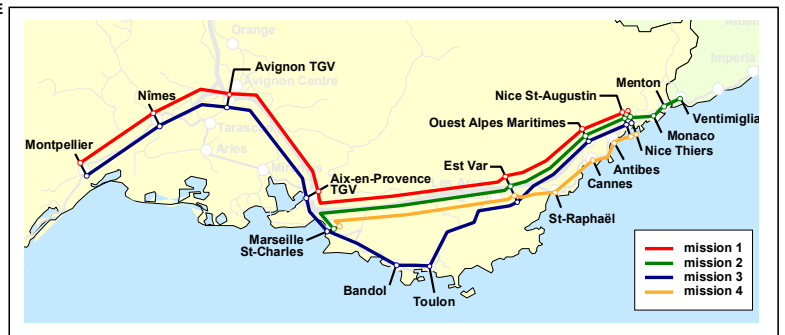 E
Orange
Avignon TGV
Avignon Centre
Imperia
Nîmes
Menton
Nice St-Augustin
Ventimiglia
Tarascon
Ouest Alpes Maritimes
Monaco
Montpellier
Arles
Nice Thiers
Est Var
Antibes
Aix-en-Provence
TGV
Cannes
St-Raphaël
Marseille
St-Charles
mission 1
mission 2
mission 3
mission 4
Bandol
Toulon